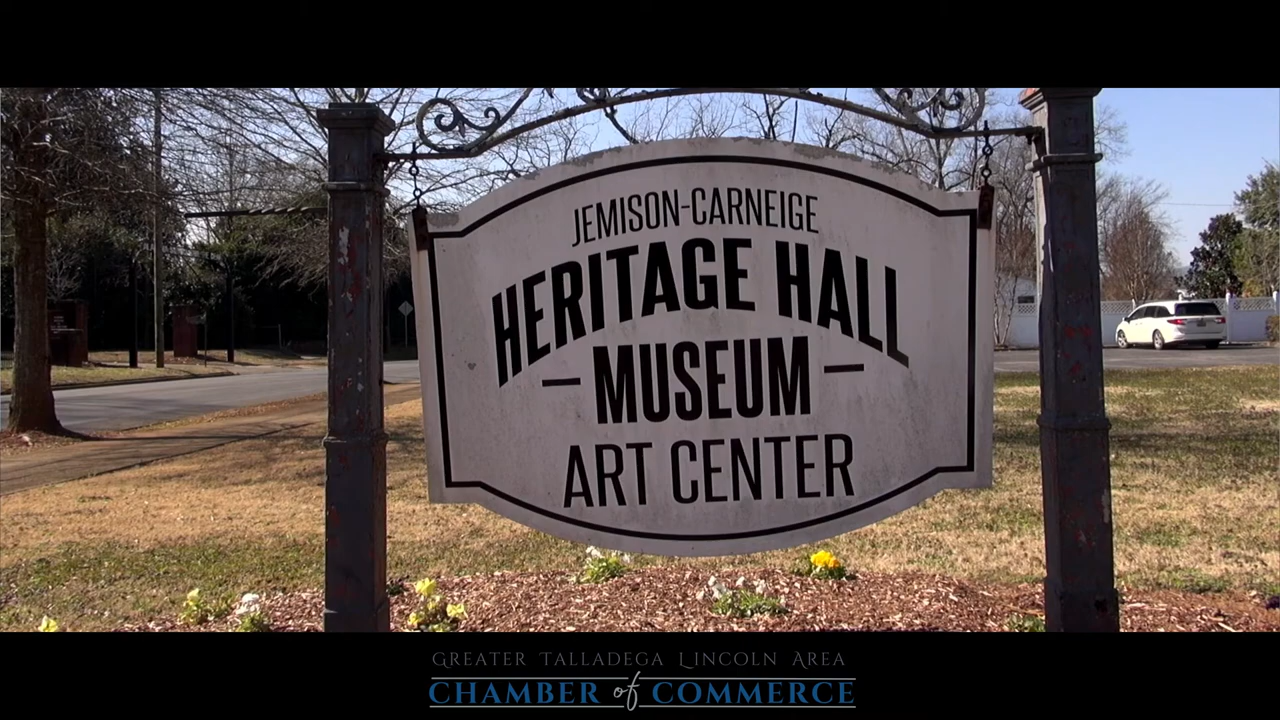 JEMISON-CARNEIGE
HERITAGE HALL
MUSEUM
ART CENTER
GREATER TALLADEGA LINCOLN AREA
CHAMBER of COMMERCE